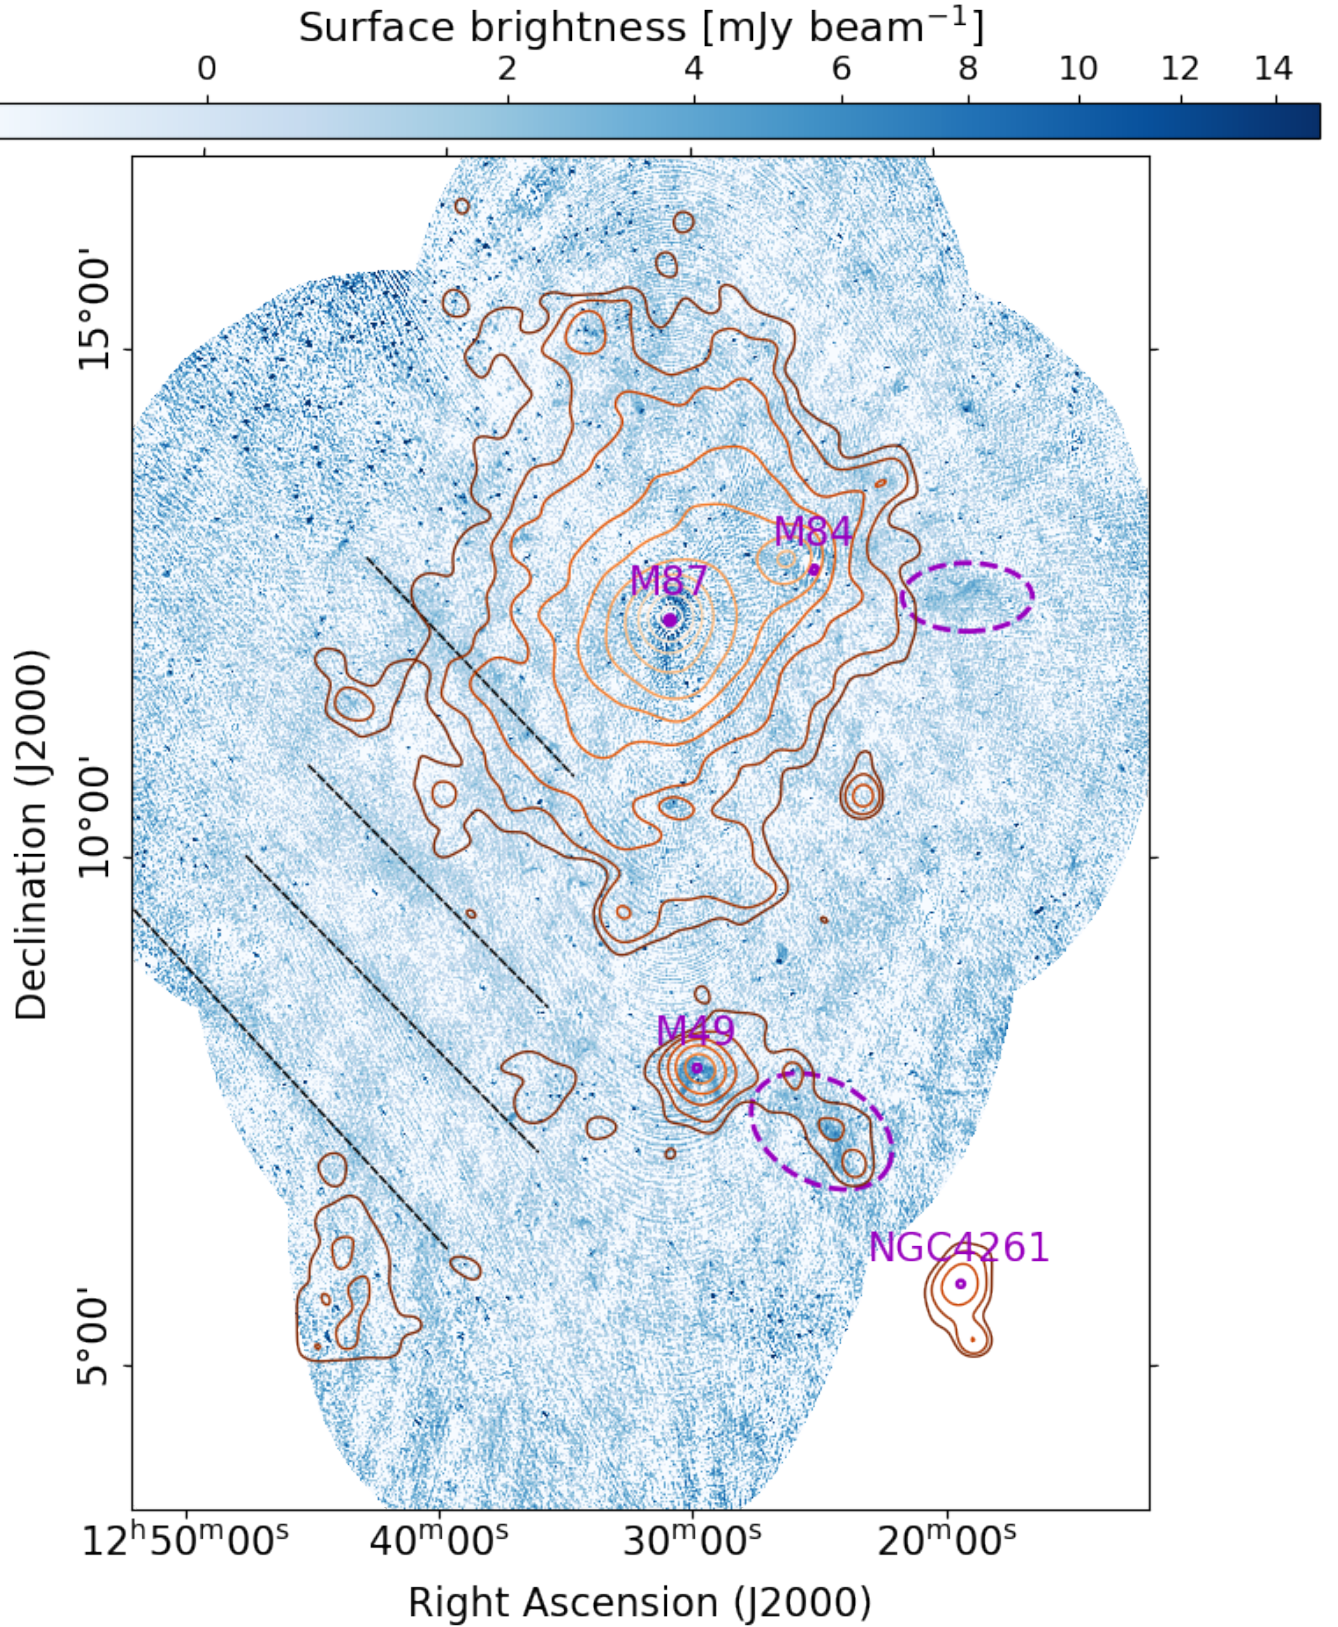 Surface brightness [mJy beam⁻¹]
0 2 4 6 8 10 12 14
15°00'
M84
M87
Declination (J2000)
10°00'
M49
NGC4261
5°00'
12ʰ50ᵐ00ˢ 40ᵐ00ˢ 30ᵐ00ˢ 20ᵐ00ˢ
Right Ascension (J2000)